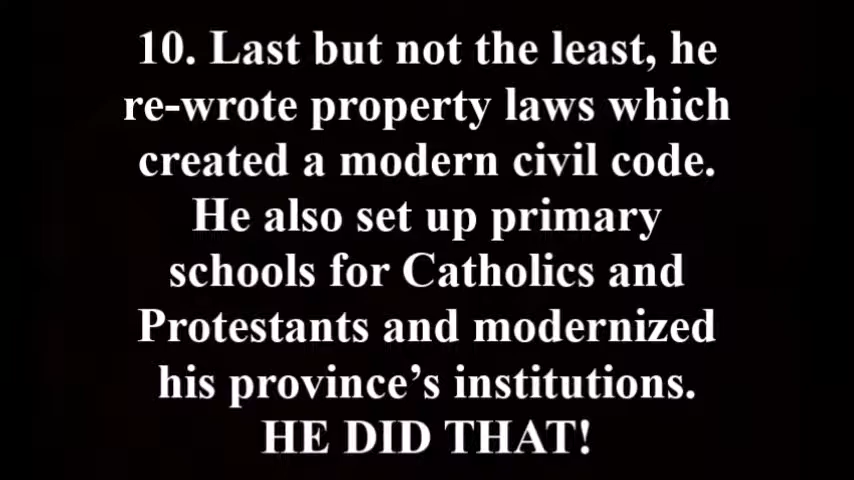 10. Last but not the least, he
re-wrote property laws which
created a modern civil code.
He also set up primary
schools for Catholics and
Protestants and modernized
his province’s institutions.
HE DID THAT!